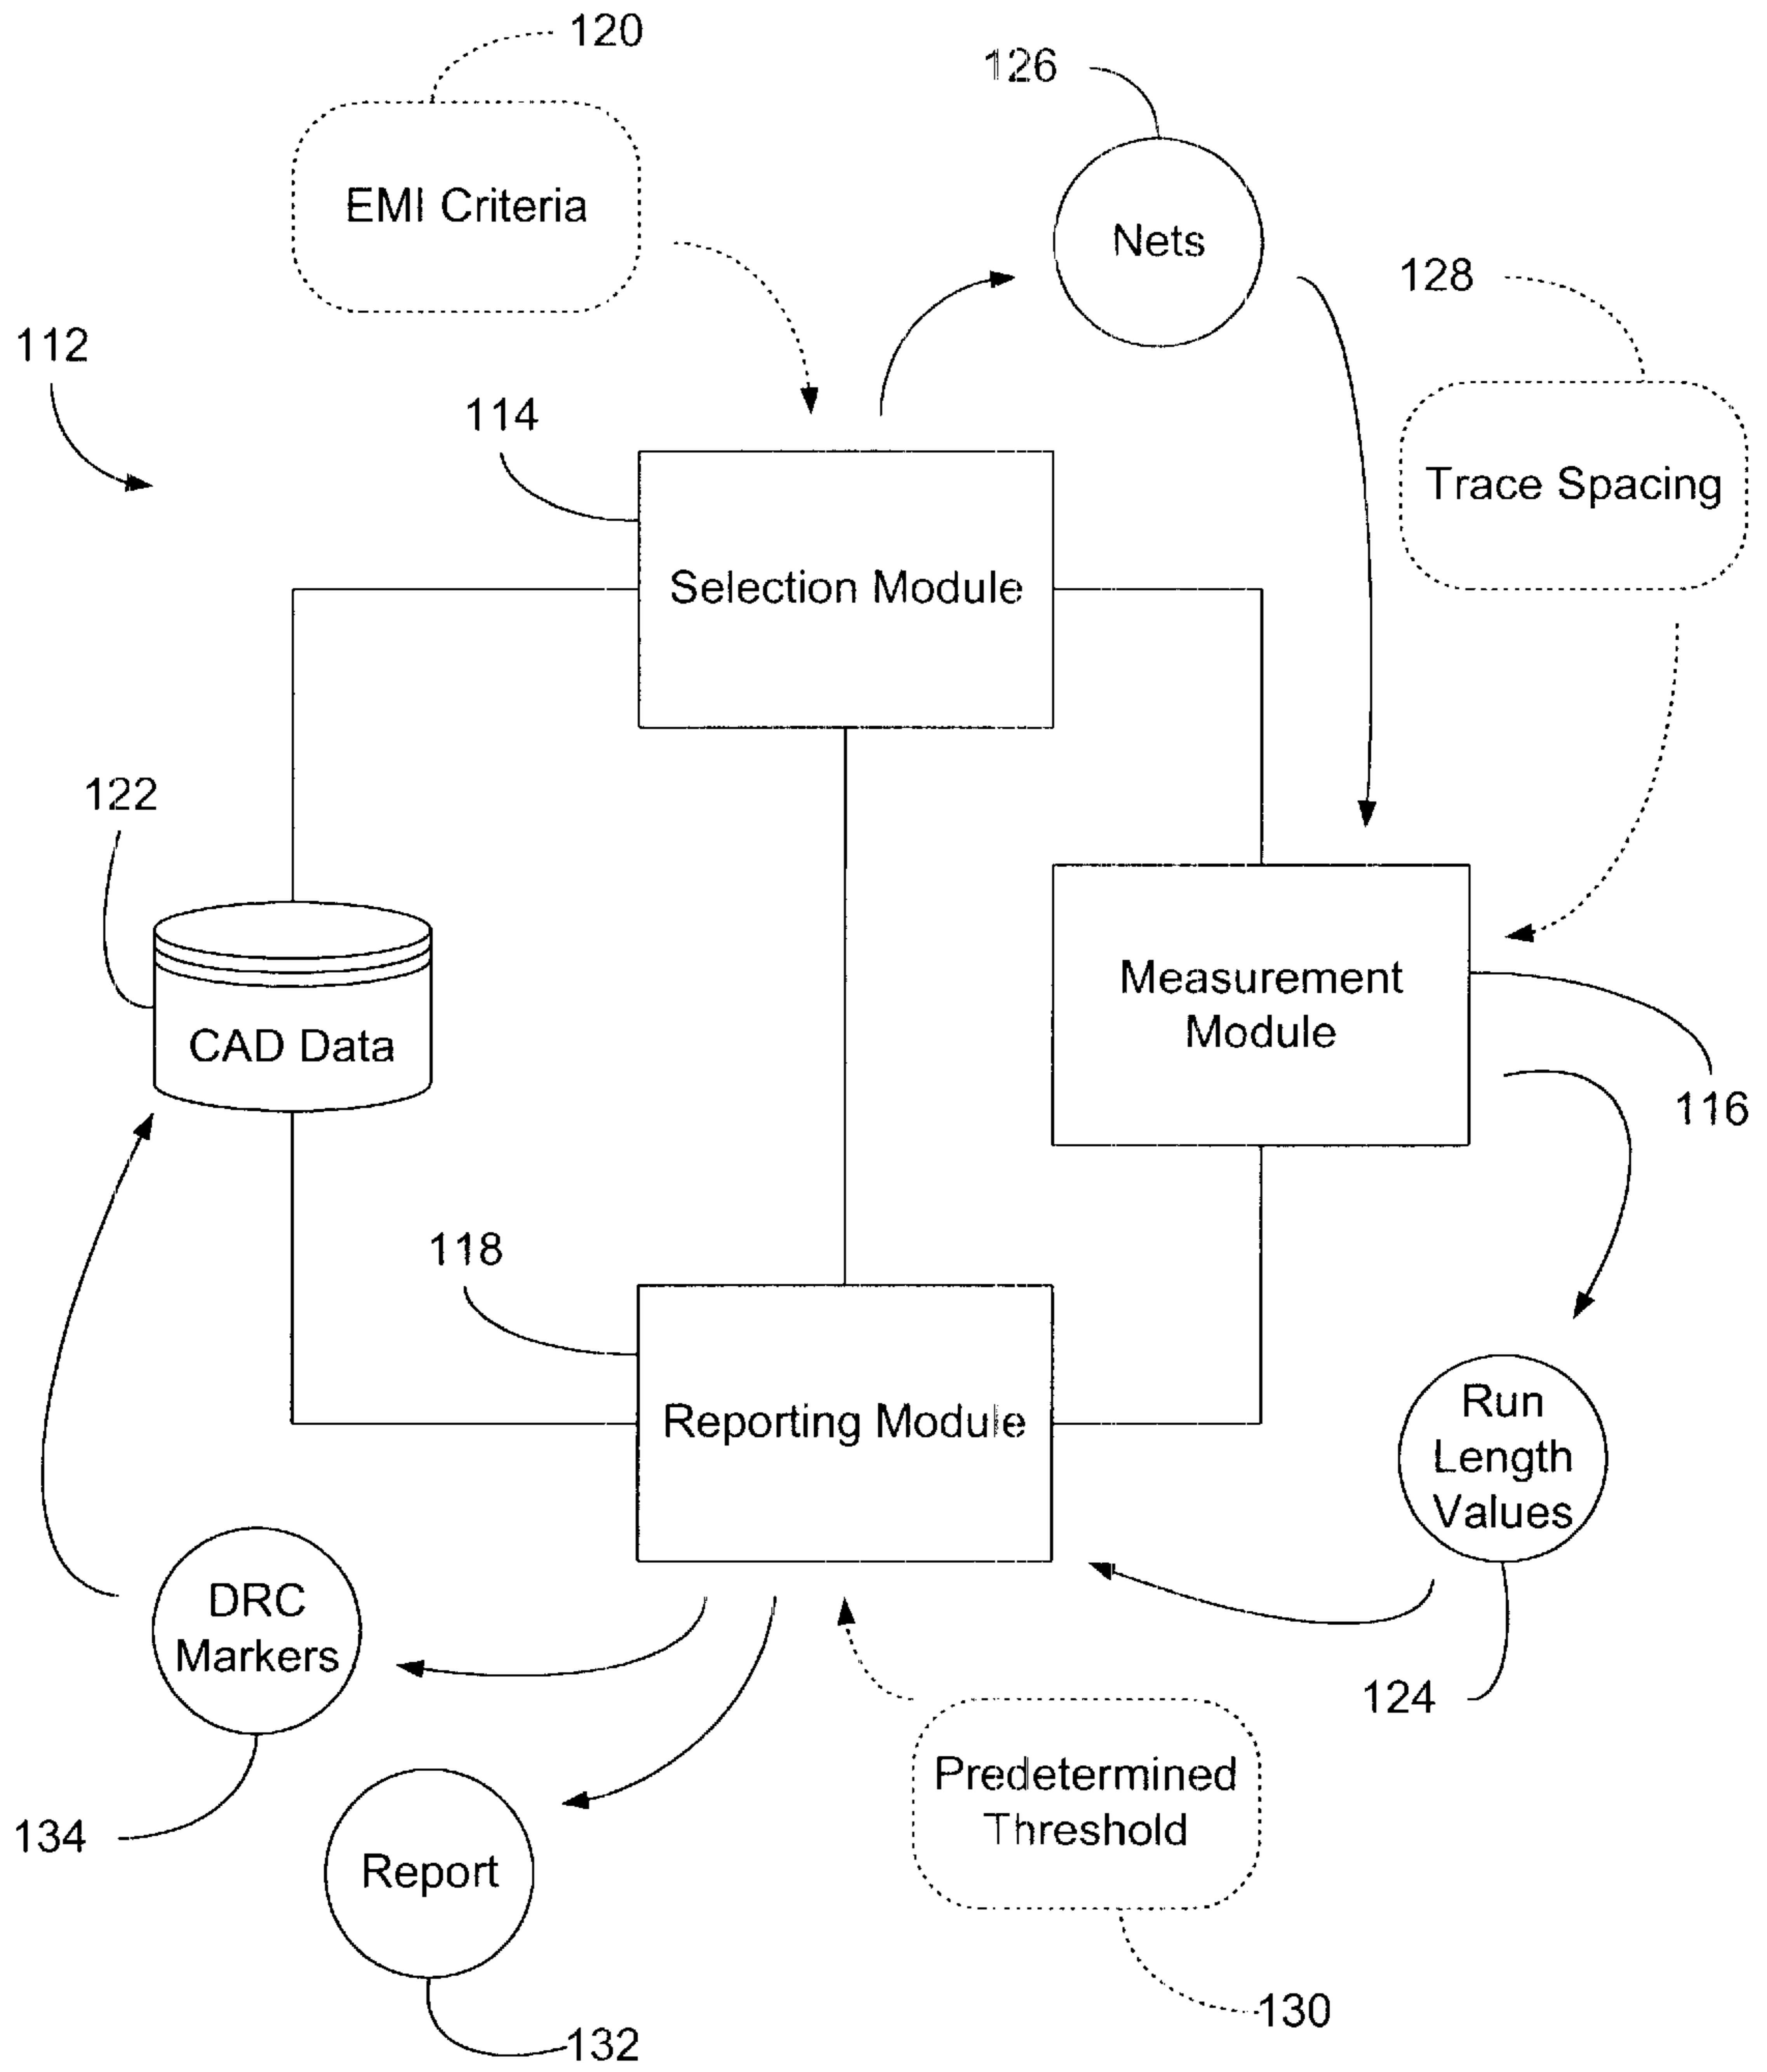 120
126
EMI Criteria
Nets
128
112
114
Trace Spacing
Selection Module
122
Measurement
Module
CAD Data
116
118
Run
Length
Values
Reporting Module
DRC
Markers
124
Predetermined
Threshold
134
Report
130
132